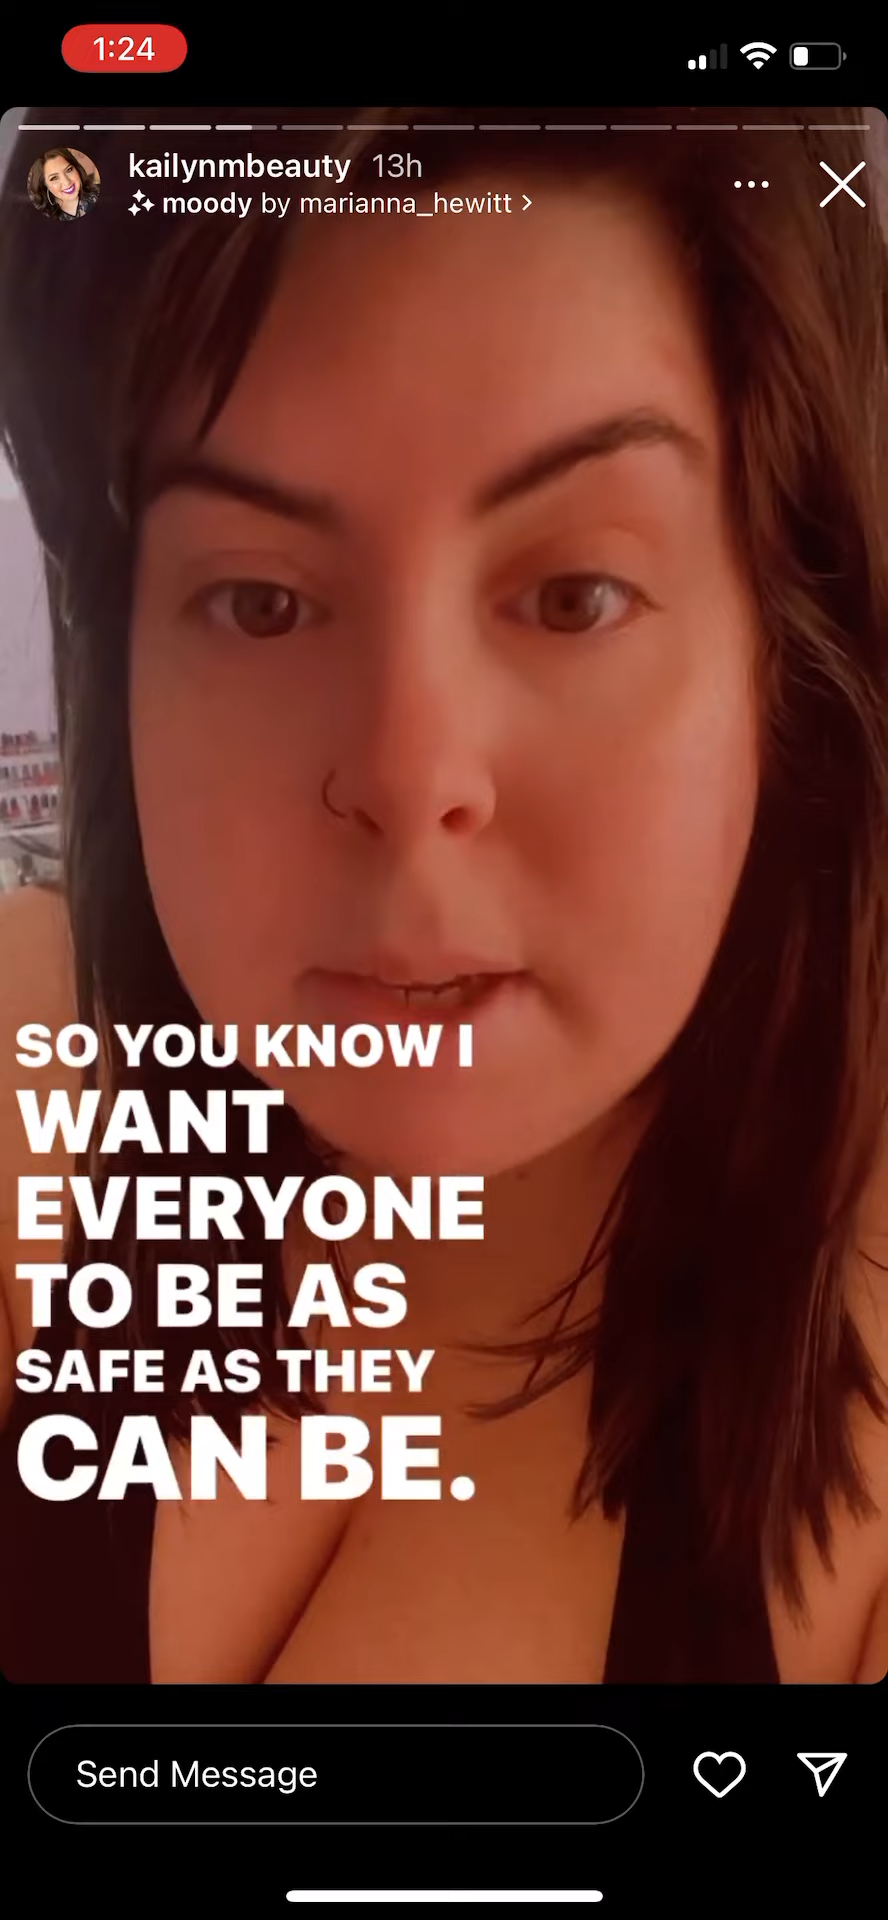 1:24
kailynmbeauty 13h
moody by marianna_hewitt >
SO YOU KNOW I
WANT
EVERYONE
TO BE AS
SAFE AS THEY
CAN BE.
Send Message